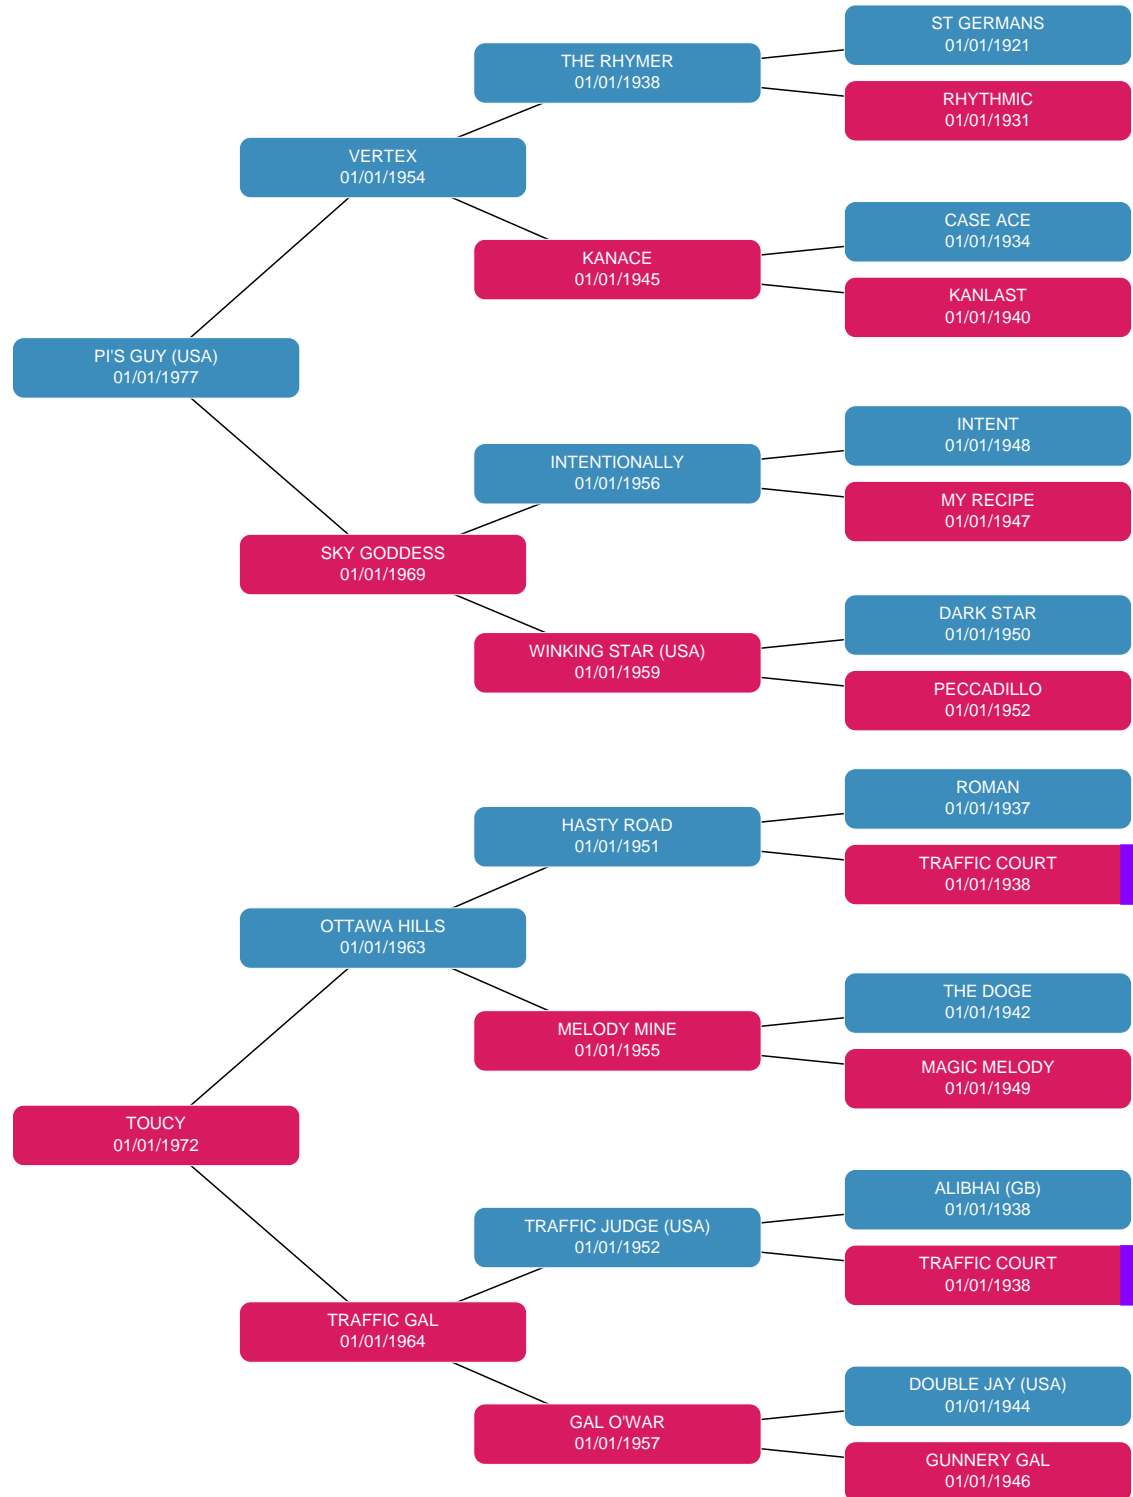 ST GERMANS
01/01/1921
THE RHYMER
01/01/1938
RHYTHMIC
01/01/1931
VERTEX
01/01/1954
CASE ACE
01/01/1934
KANACE
01/01/1945
KANLAST
01/01/1940
PI'S GUY (USA)
01/01/1977
INTENT
01/01/1948
INTENTIONALLY
01/01/1956
MY RECIPE
01/01/1947
SKY GODDESS
01/01/1969
DARK STAR
01/01/1950
WINKING STAR (USA)
01/01/1959
PECCADILLO
01/01/1952
ROMAN
01/01/1937
HASTY ROAD
01/01/1951
TRAFFIC COURT
01/01/1938
OTTAWA HILLS
01/01/1963
THE DOGE
01/01/1942
MELODY MINE
01/01/1955
MAGIC MELODY
01/01/1949
TOUCY
01/01/1972
ALIBHAI (GB)
01/01/1938
TRAFFIC JUDGE (USA)
01/01/1952
TRAFFIC COURT
01/01/1938
TRAFFIC GAL
01/01/1964
DOUBLE JAY (USA)
01/01/1944
GAL O'WAR
01/01/1957
GUNNERY GAL
01/01/1946